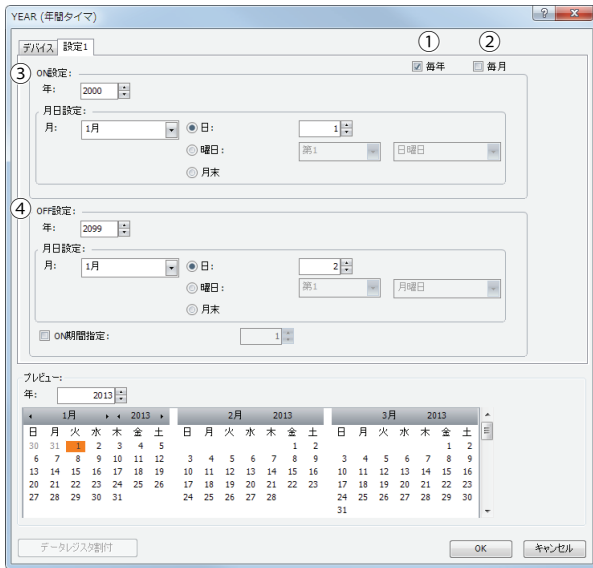 YEAR (年間タイマ)
① ②
デバイス 設定1
毎年 毎月
③ ON設定:
年: 2000
月日設定:
月: 1月 日: 1
曜日: 第1 日曜日
月末
④ OFF設定:
年: 2099
月日設定:
月: 1月 日: 2
曜日: 第1 月曜日
月末
ON期間指定: 1
プレビュー:
年: 2013
1月 2013 2月 2013 3月 2013
日 月 火 水 木 金 土 日 月 火 水 木 金 土 日 月 火 水 木 金 土
30 31 1 2 3 4 5 1 2 1 2
6 7 8 9 10 11 12 3 4 5 6 7 8 9 3 4 5 6 7 8 9
13 14 15 16 17 18 19 10 11 12 13 14 15 16 10 11 12 13 14 15 16
20 21 22 23 24 25 26 17 18 19 20 21 22 23 17 18 19 20 21 22 23
27 28 29 30 31 24 25 26 27 28 24 25 26 27 28 29 30
31
データレジスタ割付 OK キャンセル